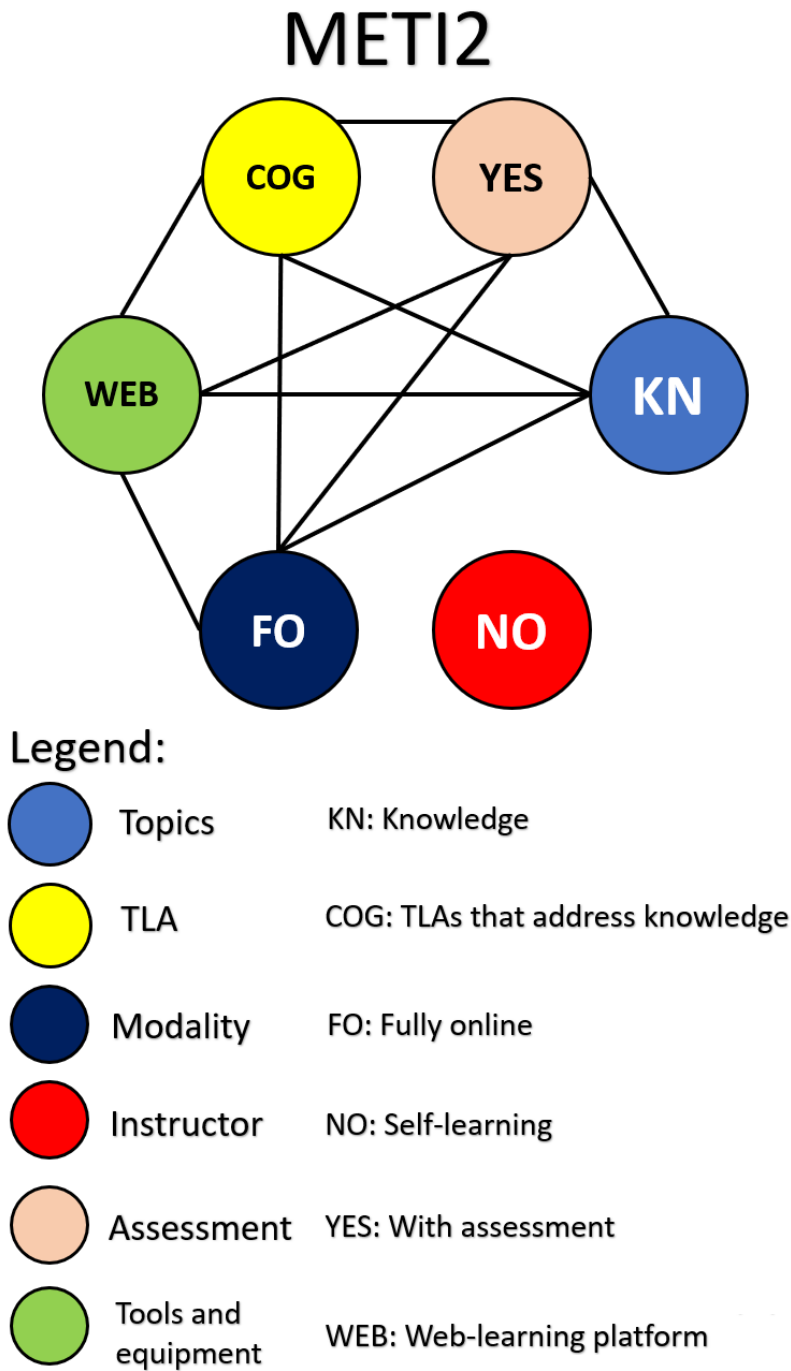 METI2
COG
YES
WEB
KN
FO
NO
Legend:
Topics KN: Knowledge
TLA COG: TLAs that address knowledge
Modality FO: Fully online
Instructor NO: Self-learning
Assessment YES: With assessment
Tools and
equipment WEB: Web-learning platform